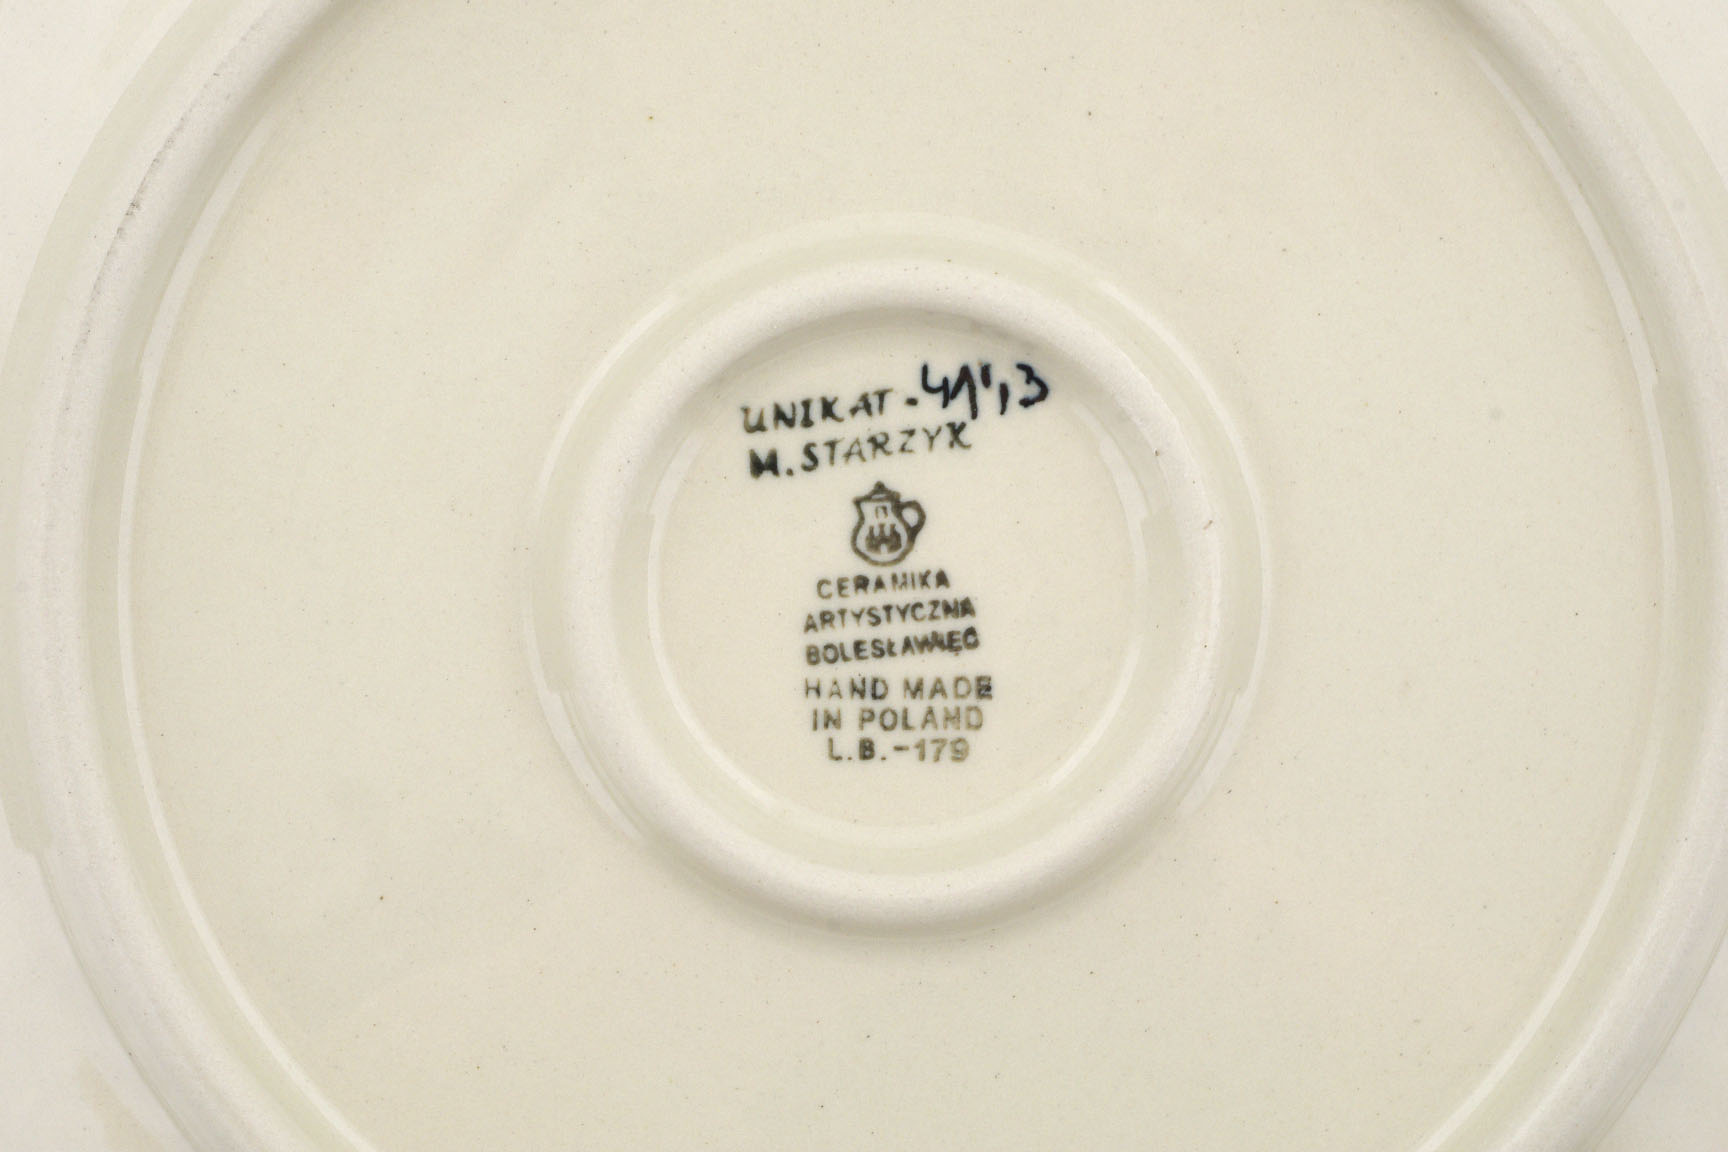 UNIKAT-
M. STARZYK
CERAMIKA
ARTYSTYCZNA
BOLESŁAWIEC
HAND MADE
IN POLAND
L.B.-179